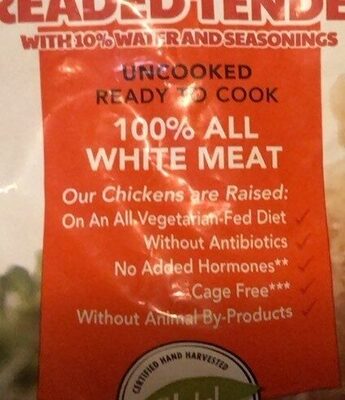 WITH 10% WATER AND SEASONINGS
UNCOOKED
READY TO COOK
100% ALL
WHITE MEAT
Our Chickens are Raised:
On An All Vegetarian-Fed Diet ✓
Without Antibiotics ✓
No Added Hormones** ✓
Cage Free*** ✓
Without Animal By-Products ✓
CERTIFIED HAND HARVESTED